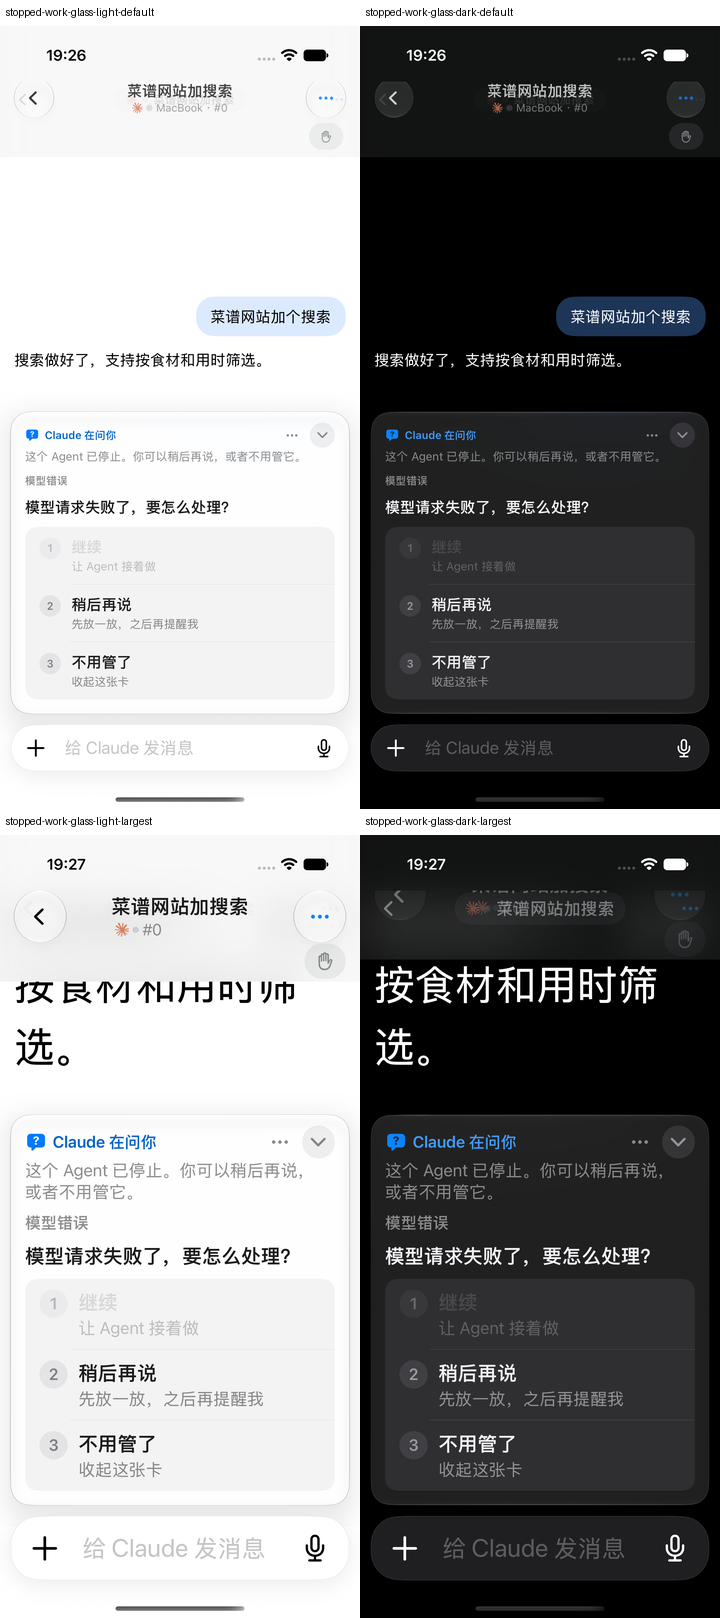 stopped-work-glass-light-default
19:26
菜谱网站加搜索
MacBook · #0
菜谱网站加个搜索
搜索做好了，支持按食材和用时筛选。
Claude 在问你
这个 Agent 已停止。你可以稍后再说，或者不用管它。
模型错误
模型请求失败了，要怎么处理？
1 继续
让 Agent 接着做
2 稍后再说
先放一放，之后再提醒我
3 不用管了
收起这张卡
给 Claude 发消息
stopped-work-glass-dark-default
19:26
菜谱网站加搜索
MacBook · #0
菜谱网站加个搜索
搜索做好了，支持按食材和用时筛选。
Claude 在问你
这个 Agent 已停止。你可以稍后再说，或者不用管它。
模型错误
模型请求失败了，要怎么处理？
1 继续
让 Agent 接着做
2 稍后再说
先放一放，之后再提醒我
3 不用管了
收起这张卡
给 Claude 发消息
stopped-work-glass-light-largest
19:27
菜谱网站加搜索
#0
按食材和用时筛
选。
Claude 在问你
这个 Agent 已停止。你可以稍后再说，
或者不用管它。
模型错误
模型请求失败了，要怎么处理？
1 继续
让 Agent 接着做
2 稍后再说
先放一放，之后再提醒我
3 不用管了
收起这张卡
给 Claude 发消息
stopped-work-glass-dark-largest
19:27
菜谱网站加搜索
按食材和用时筛
选。
Claude 在问你
这个 Agent 已停止。你可以稍后再说，
或者不用管它。
模型错误
模型请求失败了，要怎么处理？
1 继续
让 Agent 接着做
2 稍后再说
先放一放，之后再提醒我
3 不用管了
收起这张卡
给 Claude 发消息